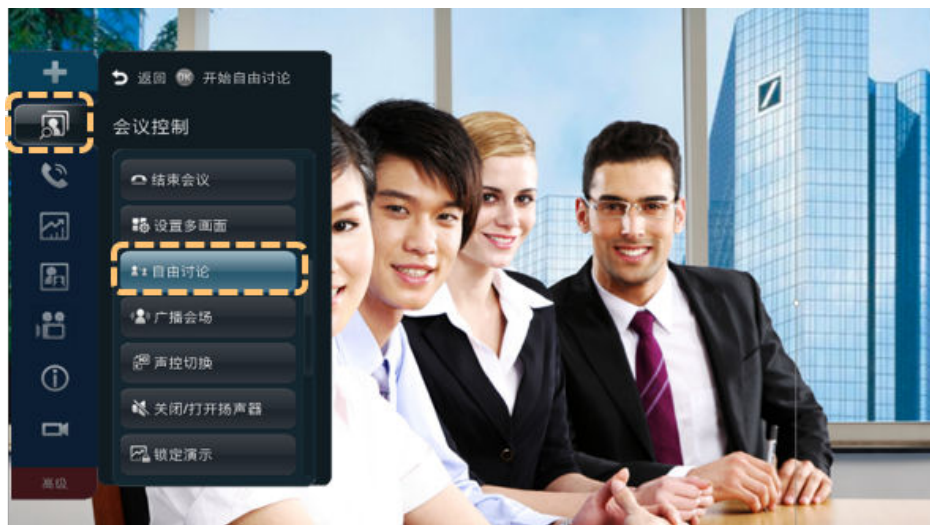 返回 OK 开始自由讨论
会议控制
结束会议
设置多画面
自由讨论
广播会场
声控切换
关闭/打开扬声器
锁定演示
高级